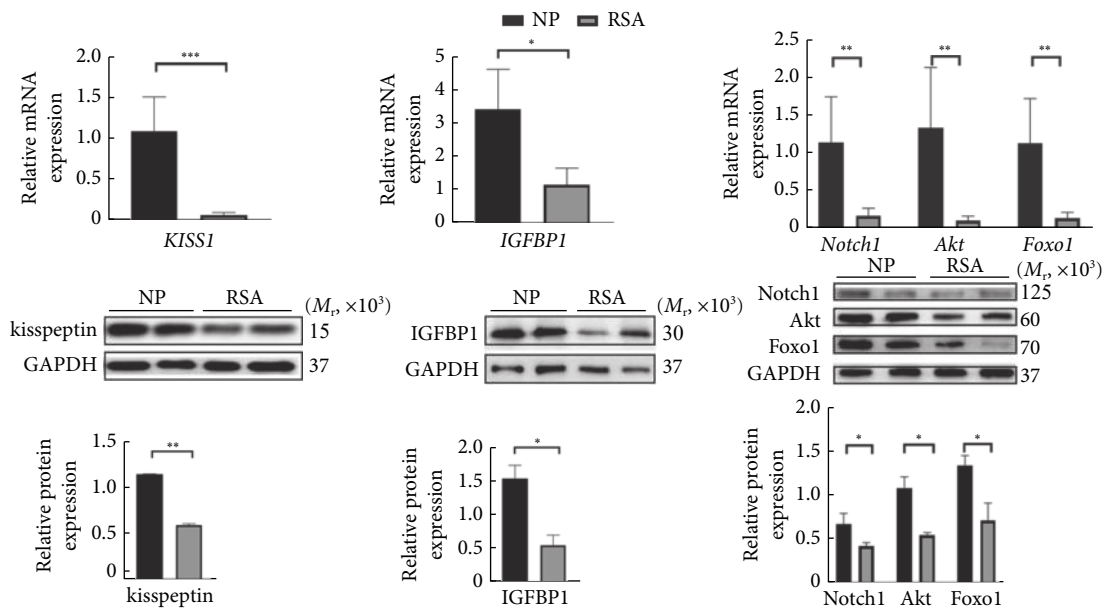 NP RSA
Relative mRNA expression
2.0
1.5
1.0
0.5
0
***
KISS1
Relative mRNA expression
5
4
3
2
1
0
*
IGFBP1
Relative mRNA expression
2.5
2.0
1.5
1.0
0.5
0
** ** **
Notch1 Akt Foxo1
NP RSA (Mr, ×10³)
kisspeptin 15
GAPDH 37
NP RSA (Mr, ×10³)
IGFBP1 30
GAPDH 37
NP RSA (Mr, ×10³)
Notch1 125
Akt 60
Foxo1 70
GAPDH 37
Relative protein expression
1.5
1.0
0.5
0
**
kisspeptin
Relative protein expression
2.0
1.5
1.0
0.5
0
*
IGFBP1
Relative protein expression
2.0
1.5
1.0
0.5
0
* * *
Notch1 Akt Foxo1